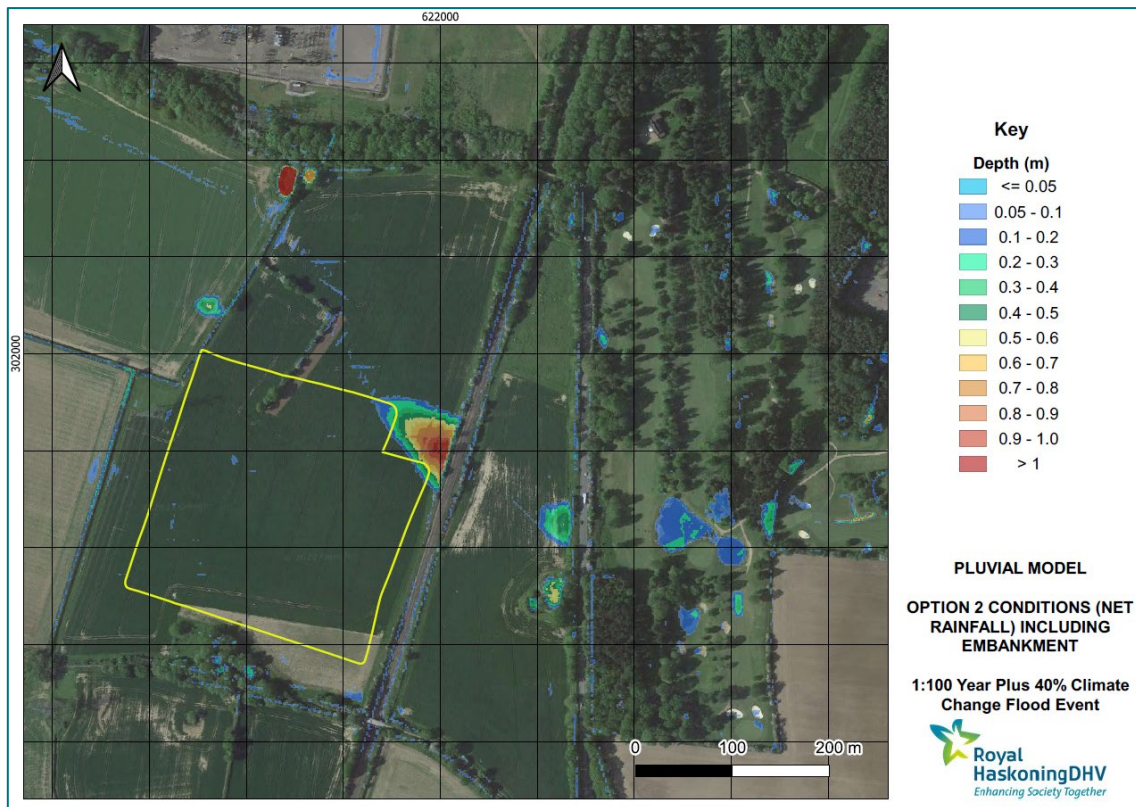 622000
302000
Key
Depth (m)
<= 0.05
0.05 - 0.1
0.1 - 0.2
0.2 - 0.3
0.3 - 0.4
0.4 - 0.5
0.5 - 0.6
0.6 - 0.7
0.7 - 0.8
0.8 - 0.9
0.9 - 1.0
> 1
PLUVIAL MODEL
OPTION 2 CONDITIONS (NET
RAINFALL) INCLUDING
EMBANKMENT
1:100 Year Plus 40% Climate
Change Flood Event
0 100 200 m
Royal
HaskoningDHV
Enhancing Society Together